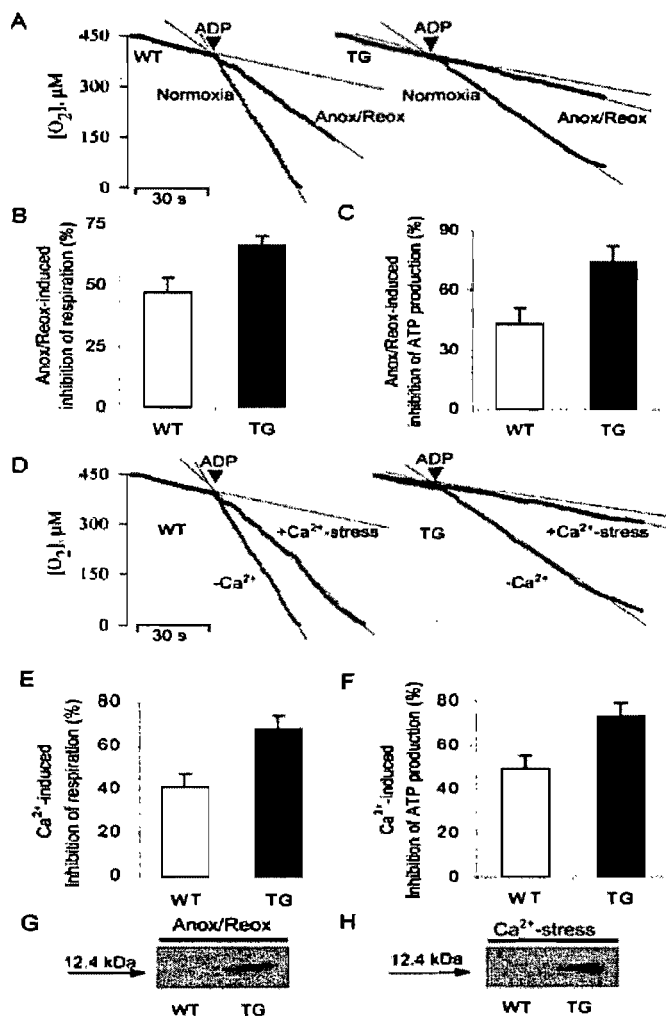 A
ADP
ADP
450
WT
TG
300
Normoxia
Normoxia
[O₂], µM
150
Anox/Reox
Anox/Reox
0
30 s
B
C
Anox/Reox-induced
inhibition of respiration (%)
75
50
25
0
WT
TG
Anox/Reox-induced
inhibition of ATP production (%)
90
60
30
0
WT
TG
D
ADP
ADP
450
300
WT
+Ca²⁺-stress
TG
+Ca²⁺-stress
[O₂], µM
150
-Ca²⁺
-Ca²⁺
0
30 s
E
F
Ca²⁺-induced
Inhibition of respiration (%)
80
60
40
20
0
WT
TG
Ca²⁺-induced
Inhibition of ATP production (%)
80
60
40
20
0
WT
TG
G
Anox/Reox
12.4 kDa
WT
TG
H
Ca²⁺-stress
12.4 kDa
WT
TG